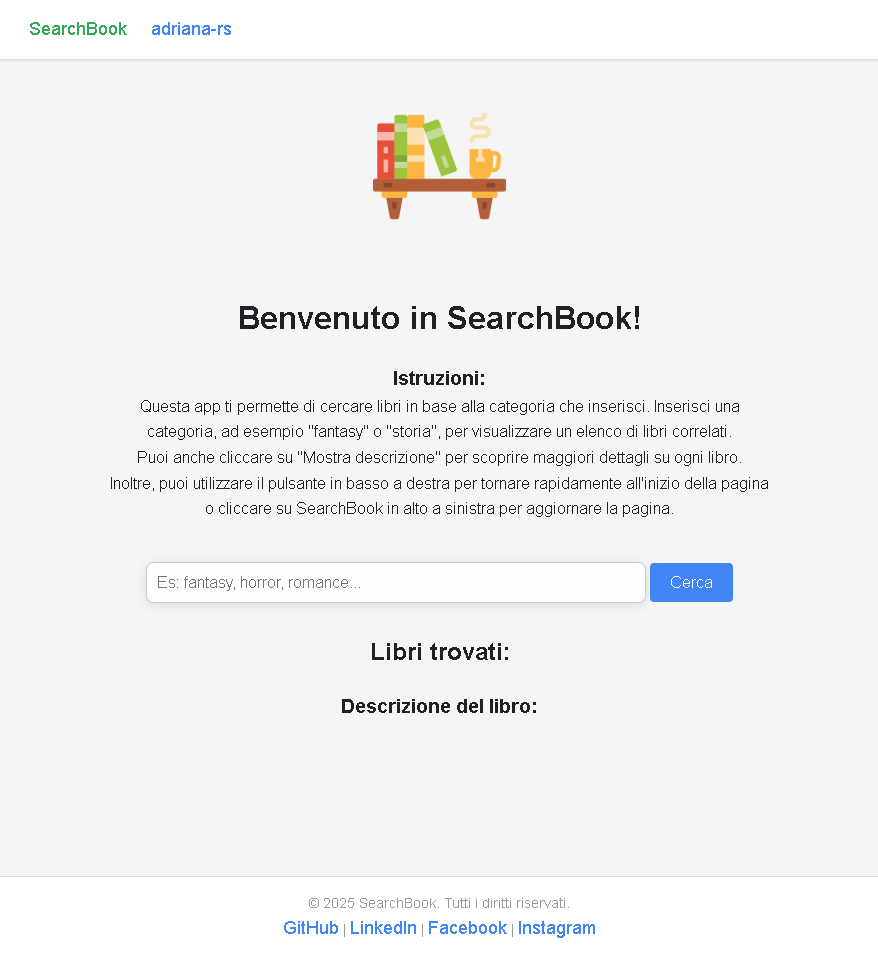 SearchBook adriana-rs
Benvenuto in SearchBook!
Istruzioni:
Questa app ti permette di cercare libri in base alla categoria che inserisci. Inserisci una
categoria, ad esempio "fantasy" o "storia", per visualizzare un elenco di libri correlati.
Puoi anche cliccare su "Mostra descrizione" per scoprire maggiori dettagli su ogni libro.
Inoltre, puoi utilizzare il pulsante in basso a destra per tornare rapidamente all'inizio della pagina
o cliccare su SearchBook in alto a sinistra per aggiornare la pagina.
Es: fantasy, horror, romance... Cerca
Libri trovati:
Descrizione del libro:
© 2025 SearchBook. Tutti i diritti riservati.
GitHub | LinkedIn | Facebook | Instagram